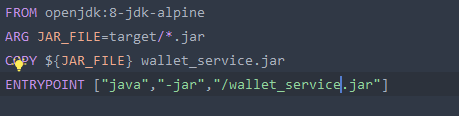 FROM openjdk:8-jdk-alpine
ARG JAR_FILE=target/*.jar
COPY ${JAR_FILE} wallet_service.jar
ENTRYPOINT ["java","-jar","/wallet_service.jar"]